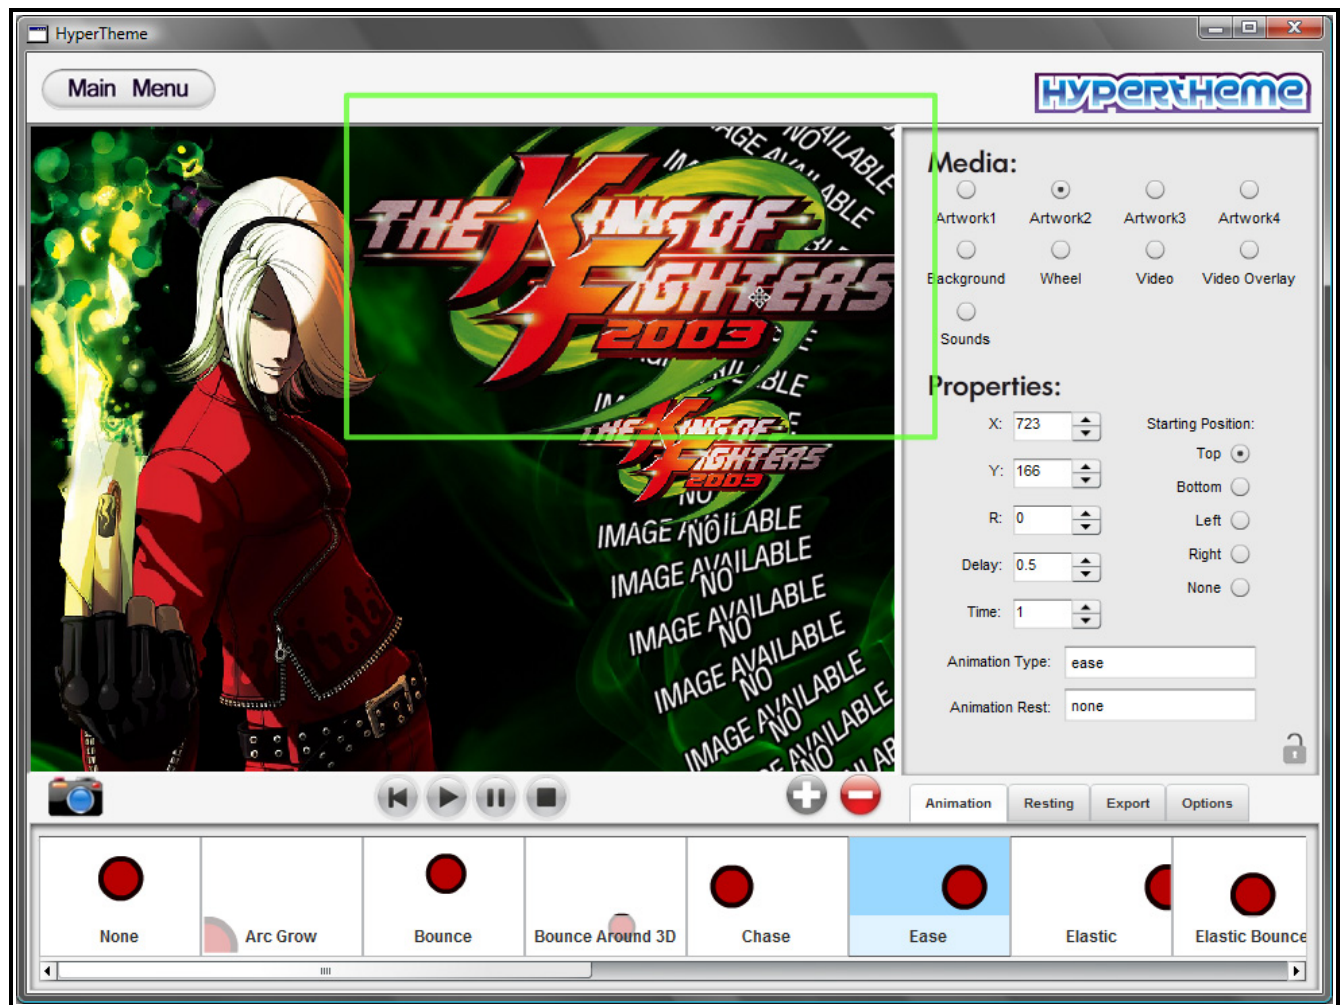 HyperTheme
Main Menu
HYPERTHEME
THE KING OF
FIGHTERS
2003
THE KING OF
FIGHTERS
2003
IMAGE AVAILABLE
NO
IMAGE AVAILABLE
NO
IMAGE AVAILABLE
NO
IMAGE AVAILABLE
NO
IMAGE AVAILABLE
NO
IMAGE AVAILABLE
NO
Media:
Artwork1 Artwork2 Artwork3 Artwork4
Background Wheel Video Video Overlay
Sounds
Properties:
X: 723 Starting Position:
Top
Y: 166
Bottom
R: 0 Left
Delay: 0.5 Right
None
Time: 1
Animation Type: ease
Animation Rest: none
Animation Resting Export Options
None Arc Grow Bounce Bounce Around 3D Chase Ease Elastic Elastic Bounce